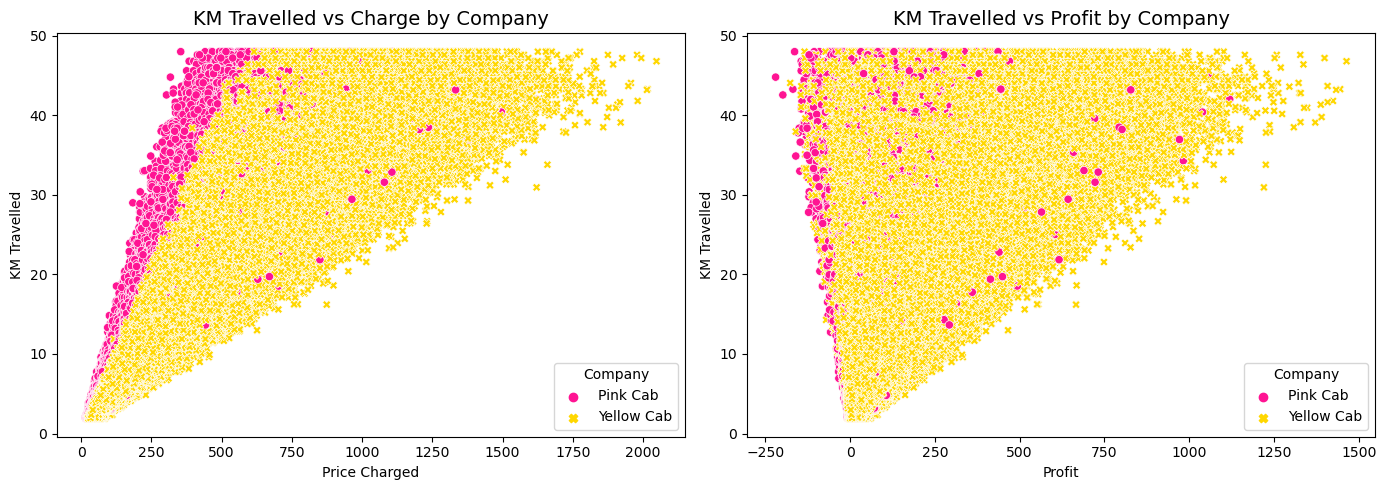 KM Travelled vs Charge by Company
50
40
30
20
10
0
KM Travelled
0
250
500
750
1000
1250
1500
1750
2000
Price Charged
Company
Pink Cab
Yellow Cab
KM Travelled vs Profit by Company
50
40
30
20
10
0
KM Travelled
−250
0
250
500
750
1000
1250
1500
Profit
Company
Pink Cab
Yellow Cab